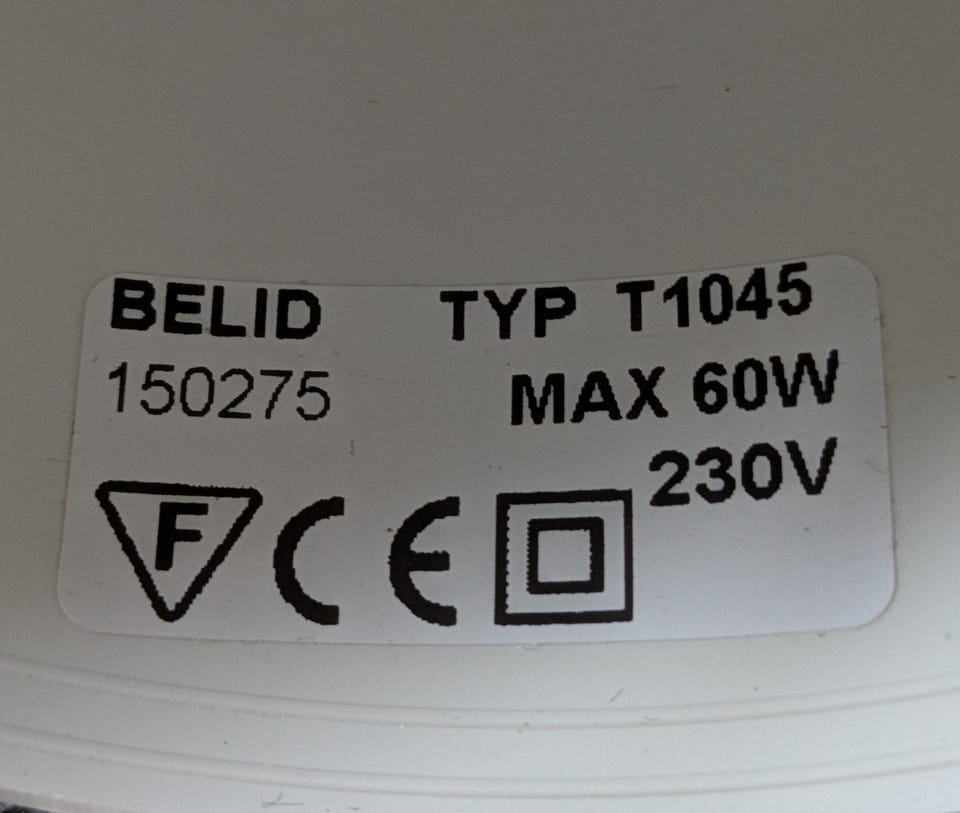 BELID TYP T1045
150275 MAX 60W
230V
F CE